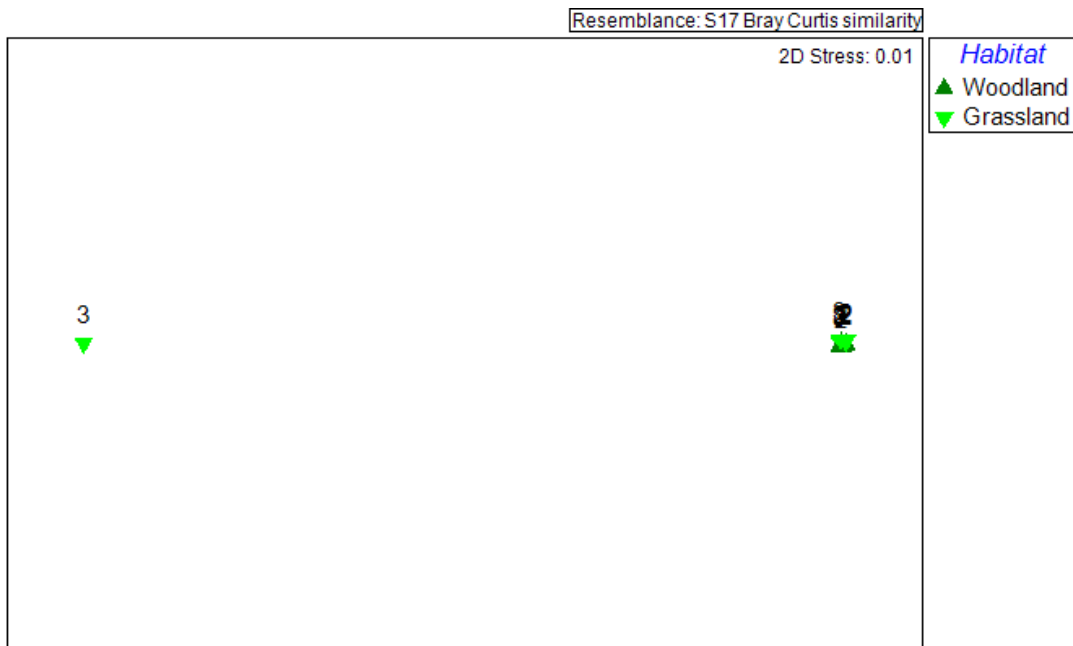 Resemblance: S17 Bray Curtis similarity
2D Stress: 0.01
Habitat
Woodland
Grassland
3